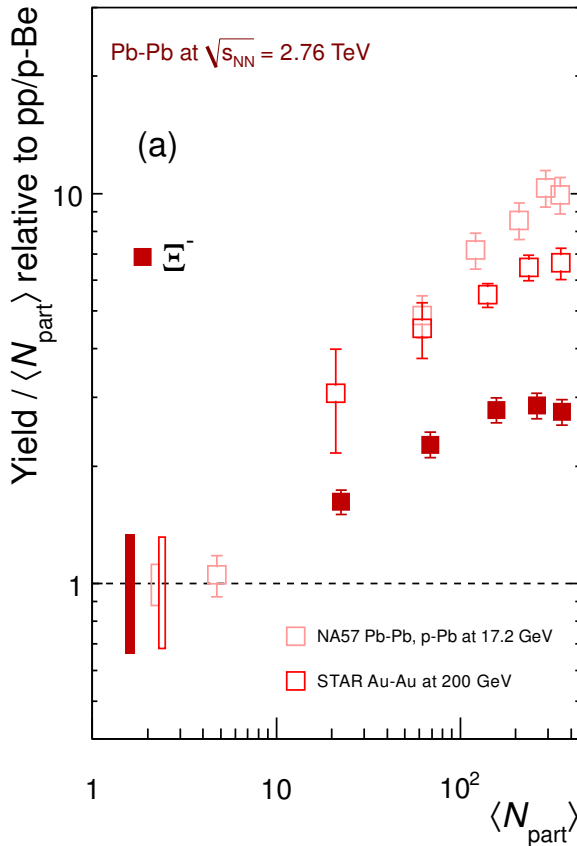 Yield / ⟨N_part⟩ relative to pp/p-Be
Pb-Pb at √s_NN = 2.76 TeV
(a)
10
Ξ⁻
1
NA57 Pb-Pb, p-Pb at 17.2 GeV
STAR Au-Au at 200 GeV
1 10 10²
⟨N_part⟩